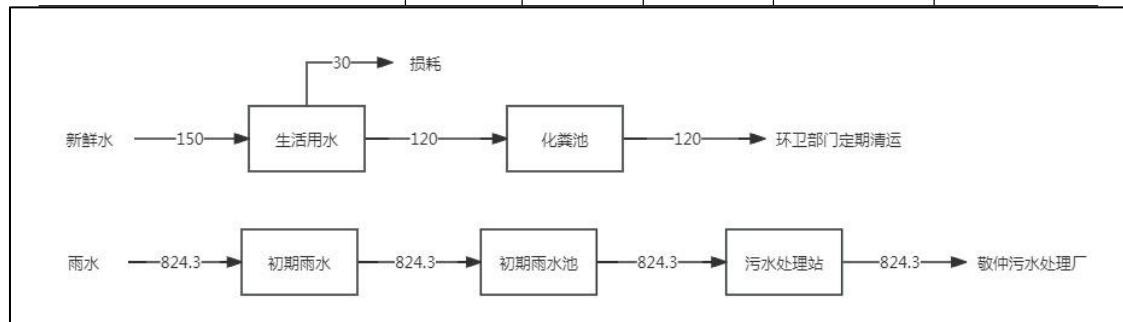 30 损耗
新鲜水 150 生活用水 120 化粪池 120 环卫部门定期清运
雨水 824.3 初期雨水 824.3 初期雨水池 824.3 污水处理站 824.3 敬仲污水处理厂